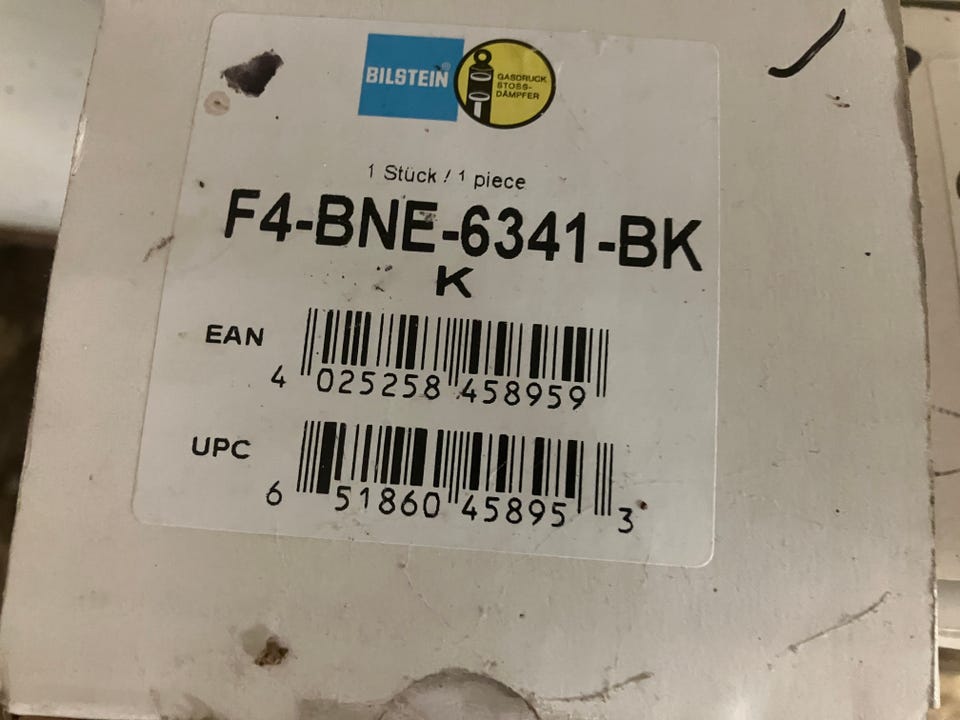 BILSTEIN®
GASDRUCK
STOSS-
DÄMPFER
1 Stück / 1 piece
F4-BNE-6341-BK
K
EAN
4 025258 458959
UPC
6 51860 45895 3